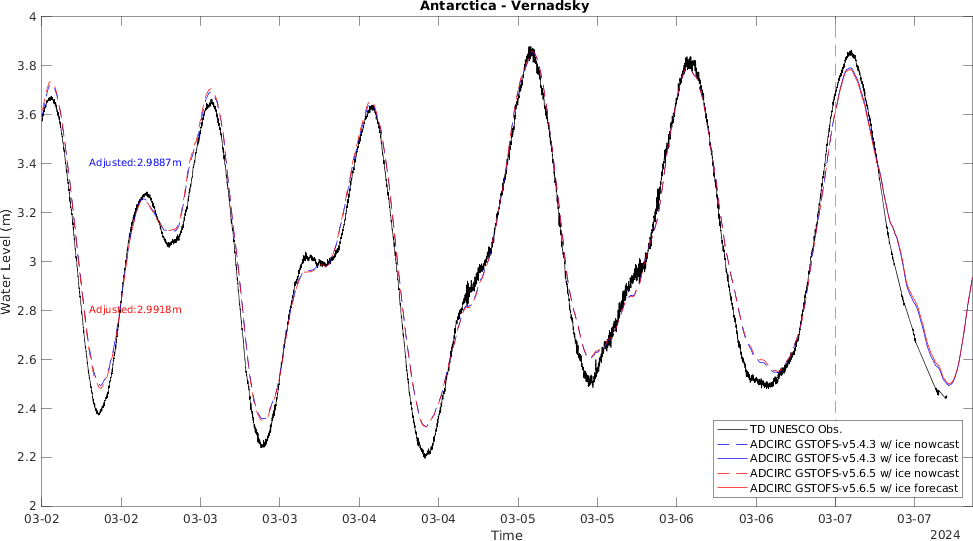 Antarctica - Vernadsky
4
3.8
3.6
3.4
3.2
3
2.8
2.6
2.4
2.2
2
Water Level (m)
Adjusted:2.9887m
Adjusted:2.9918m
TD UNESCO Obs.
ADCIRC GSTOFS-v5.4.3 w/ ice nowcast
ADCIRC GSTOFS-v5.4.3 w/ ice forecast
ADCIRC GSTOFS-v5.6.5 w/ ice nowcast
ADCIRC GSTOFS-v5.6.5 w/ ice forecast
03-02 03-02 03-03 03-03 03-04 03-04 03-05 03-05 03-06 03-06 03-07 03-07
Time
2024